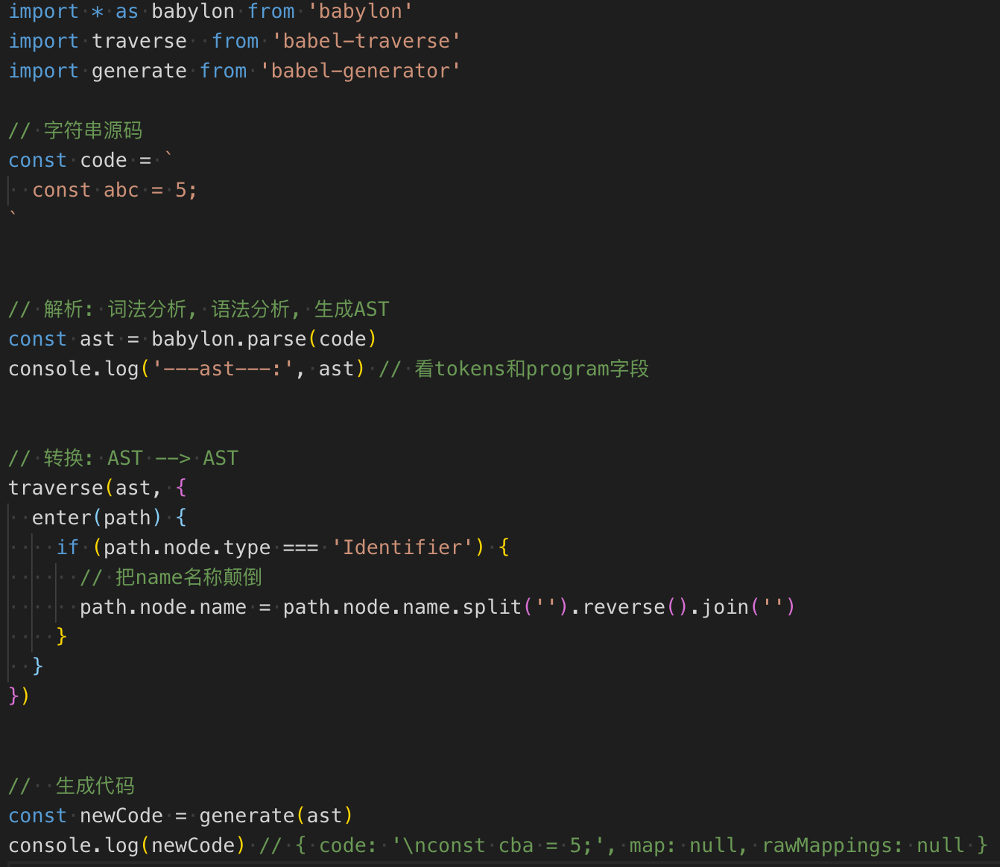 import * as babylon from 'babylon'
import traverse  from 'babel-traverse'
import generate from 'babel-generator'
// 字符串源码
const code = `
  const abc = 5;
`
// 解析: 词法分析, 语法分析, 生成AST
const ast = babylon.parse(code)
console.log('---ast---:', ast) // 看tokens和program字段
// 转换: AST --> AST
traverse(ast, {
  enter(path) {
    if (path.node.type === 'Identifier') {
      // 把name名称颠倒
      path.node.name = path.node.name.split('').reverse().join('')
    }
  }
})
//  生成代码
const newCode = generate(ast)
console.log(newCode) // { code: '\nconst cba = 5;', map: null, rawMappings: null }